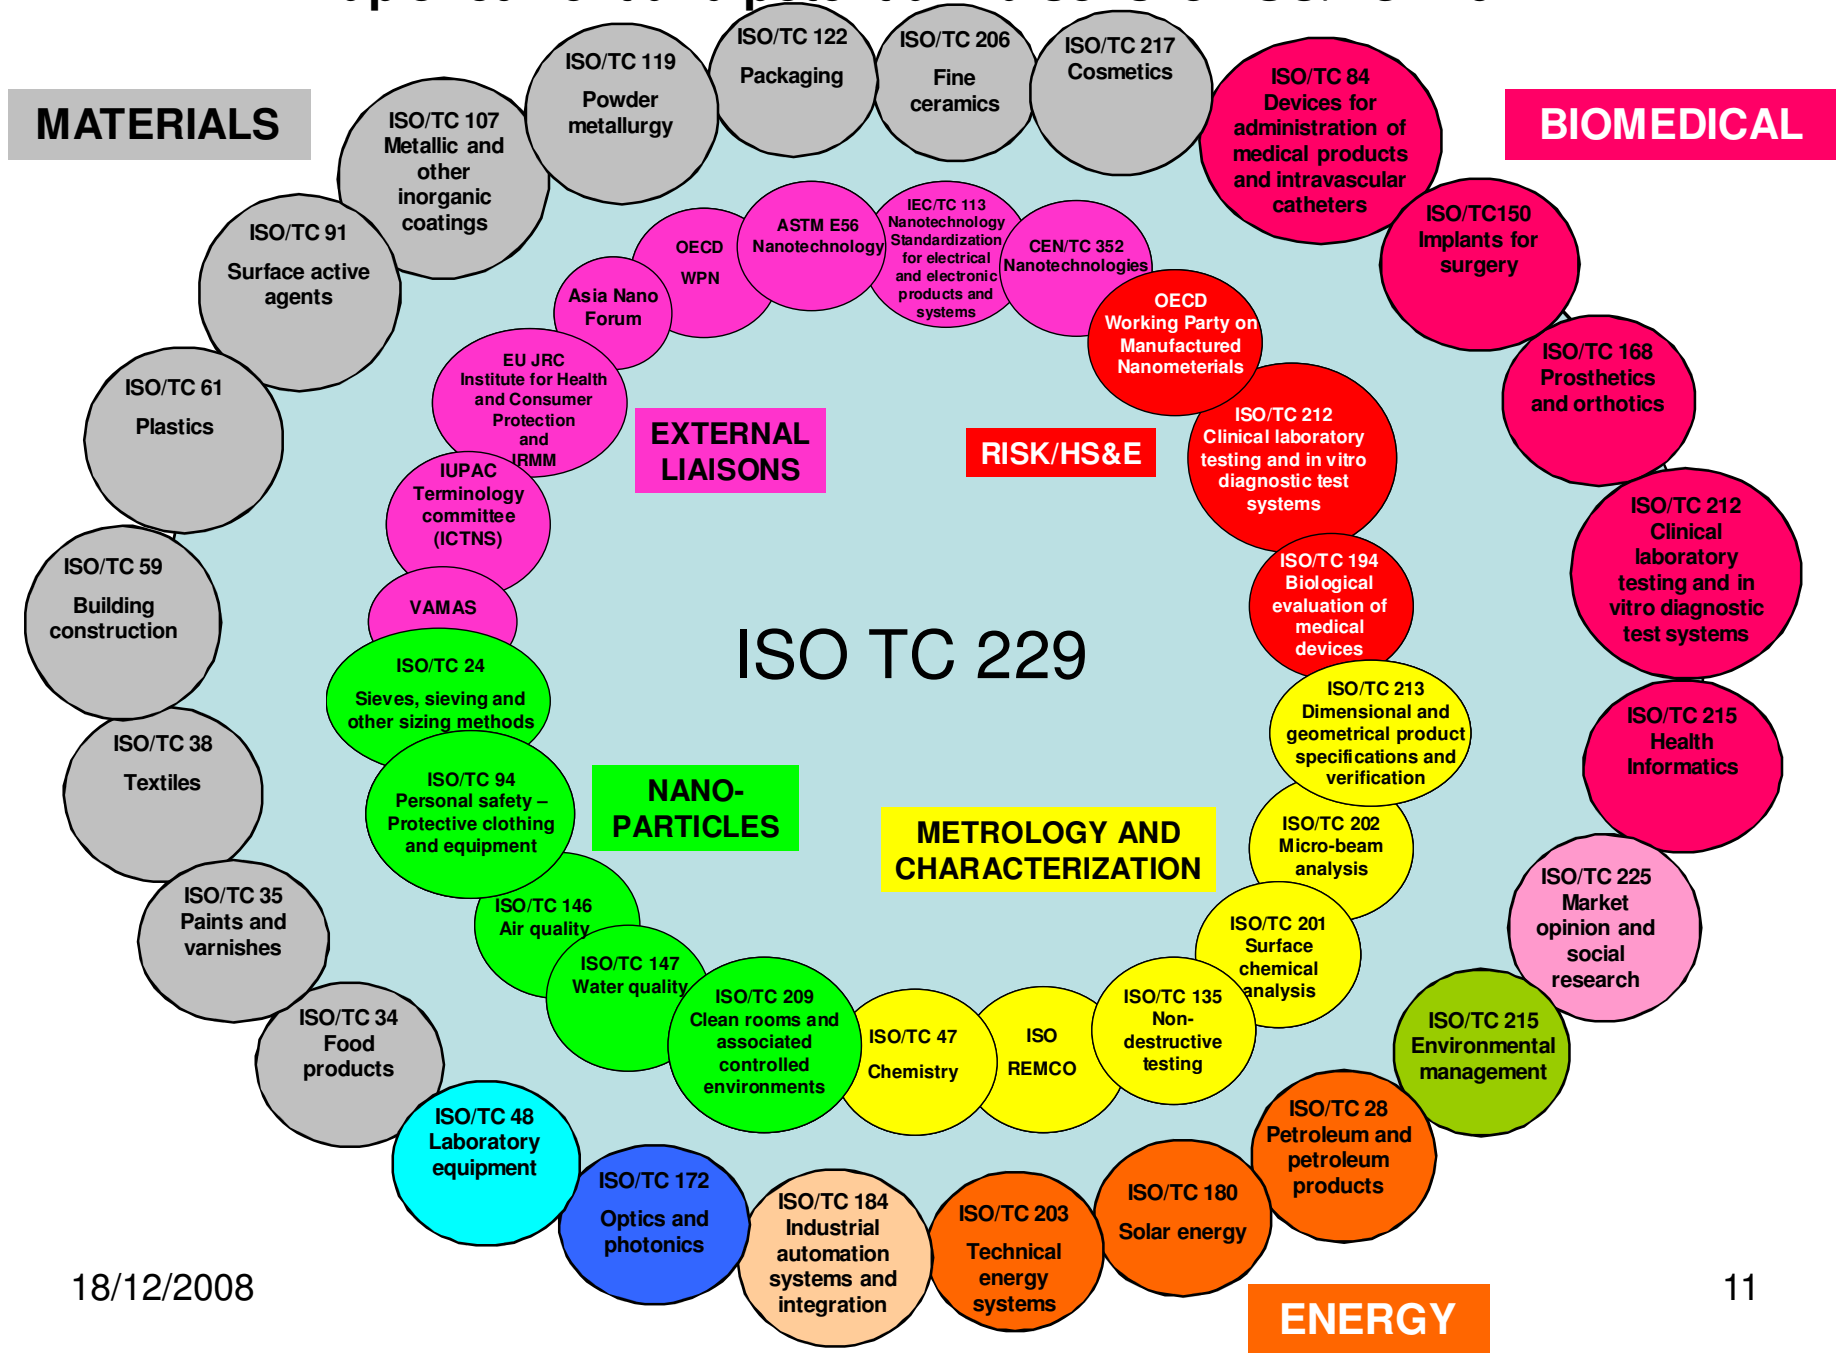 MATERIALS
BIOMEDICAL
ISO/TC 122
Packaging
ISO/TC 206
Fine
ceramics
ISO/TC 217
Cosmetics
ISO/TC 119
Powder
metallurgy
ISO/TC 84
Devices for
administration of
medical products
and intravascular
catheters
ISO/TC 107
Metallic and
other
inorganic
coatings
ISO/TC150
Implants for
surgery
ISO/TC 91
Surface active
agents
ISO/TC 168
Prosthetics
and orthotics
ISO/TC 61
Plastics
ISO/TC 212
Clinical
laboratory
testing and in
vitro diagnostic
test systems
ISO/TC 59
Building
construction
ISO/TC 215
Health
Informatics
ISO/TC 38
Textiles
ISO/TC 225
Market
opinion and
social
research
ISO/TC 35
Paints and
varnishes
ISO/TC 215
Environmental
management
ISO/TC 34
Food
products
ISO/TC 28
Petroleum and
petroleum
products
ISO/TC 48
Laboratory
equipment
ISO/TC 180
Solar energy
ISO/TC 172
Optics and
photonics
ISO/TC 184
Industrial
automation
systems and
integration
ISO/TC 203
Technical
energy
systems
ENERGY
ASTM E56
Nanotechnology
IEC/TC 113
Nanotechnology
Standardization
for electrical
and electronic
products and
systems
CEN/TC 352
Nanotechnologies
OECD
WPN
Asia Nano
Forum
OECD
Working Party on
Manufactured
Nanometerials
EU JRC
Institute for Health
and Consumer
Protection
and
IRMM
EXTERNAL
LIAISONS
RISK/HS&E
ISO/TC 212
Clinical laboratory
testing and in vitro
diagnostic test
systems
IUPAC
Terminology
committee
(ICTNS)
ISO/TC 194
Biological
evaluation of
medical
devices
VAMAS
ISO TC 229
ISO/TC 24
Sieves, sieving and
other sizing methods
ISO/TC 213
Dimensional and
geometrical product
specifications and
verification
ISO/TC 94
Personal safety –
Protective clothing
and equipment
NANO-
PARTICLES
METROLOGY AND
CHARACTERIZATION
ISO/TC 202
Micro-beam
analysis
ISO/TC 146
Air quality
ISO/TC 201
Surface
chemical
analysis
ISO/TC 147
Water quality
ISO/TC 209
Clean rooms and
associated
controlled
environments
ISO/TC 47
Chemistry
ISO
REMCO
ISO/TC 135
Non-
destructive
testing
18/12/2008
11